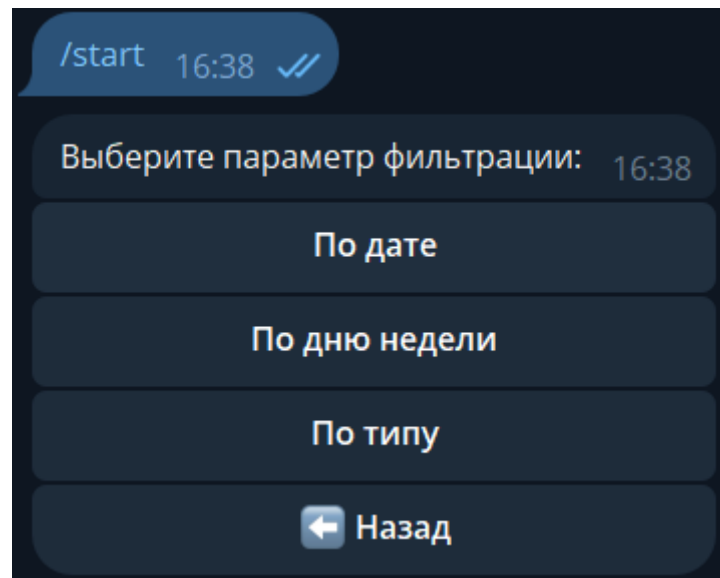 /start 16:38
Выберите параметр фильтрации: 16:38
По дате
По дню недели
По типу
⬅️ Назад